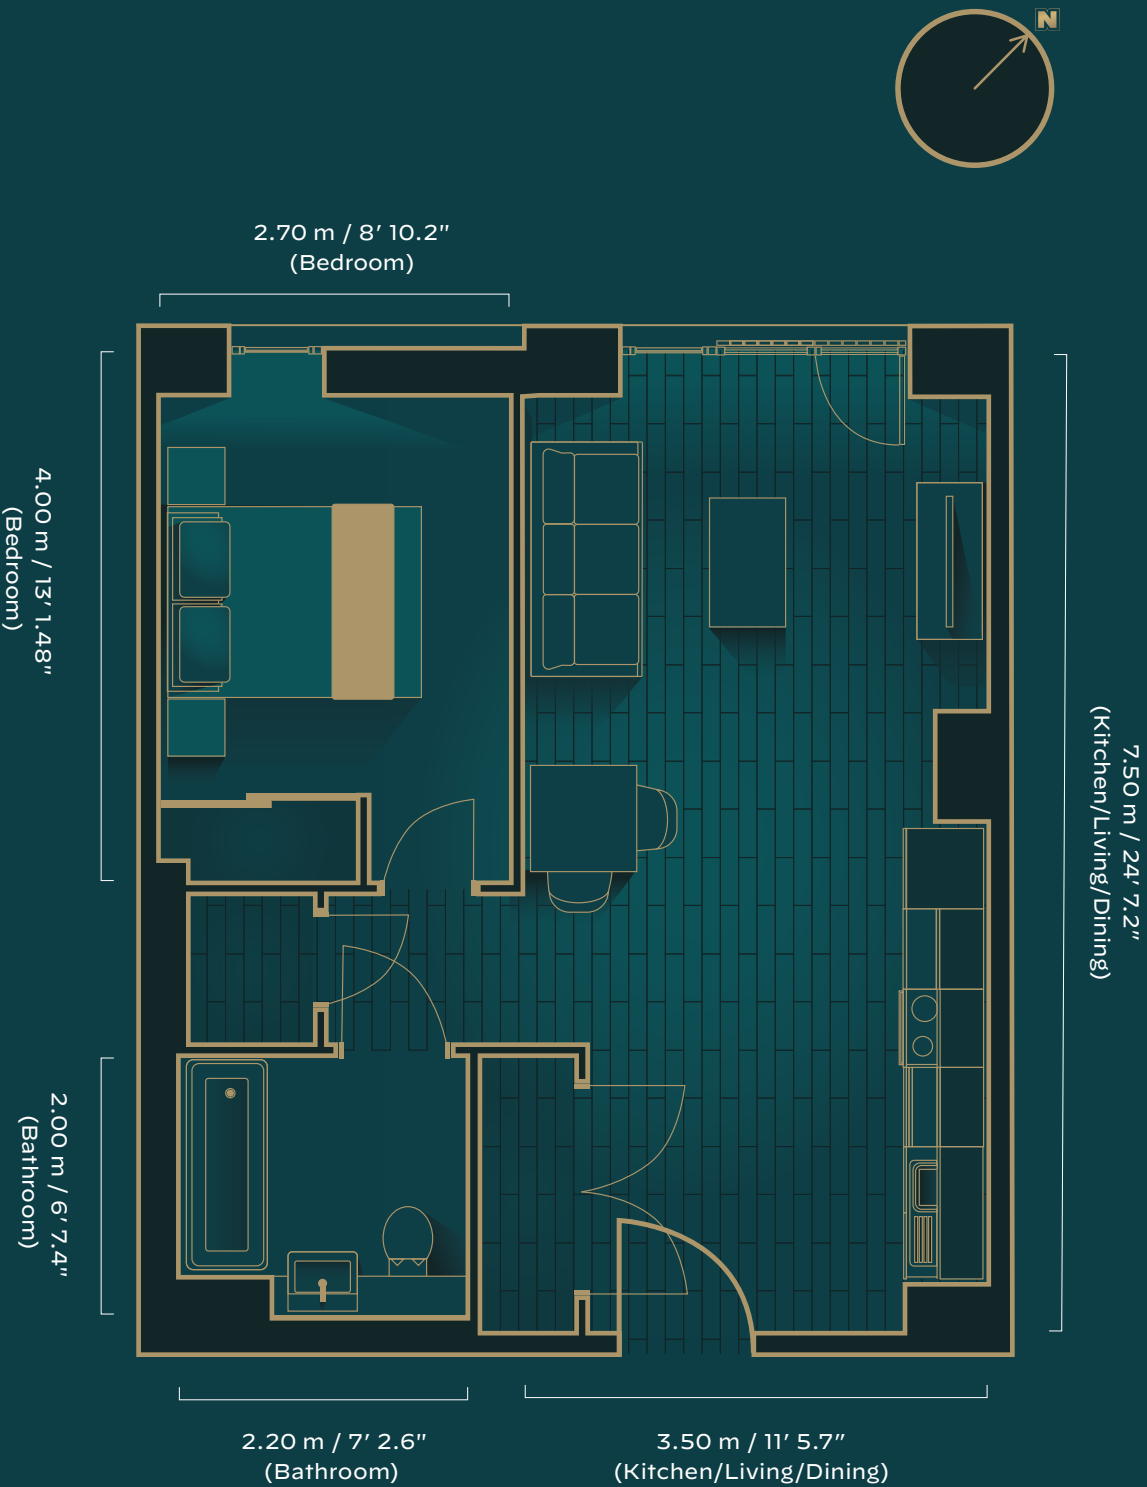 N
2.70 m / 8′ 10.2″
(Bedroom)
4.00 m / 13′ 1.48″
(Bedroom)
7.50 m / 24′ 7.2″
(Kitchen/Living/Dining)
2.00 m / 6′ 7.4″
(Bathroom)
2.20 m / 7′ 2.6″
(Bathroom)
3.50 m / 11′ 5.7″
(Kitchen/Living/Dining)